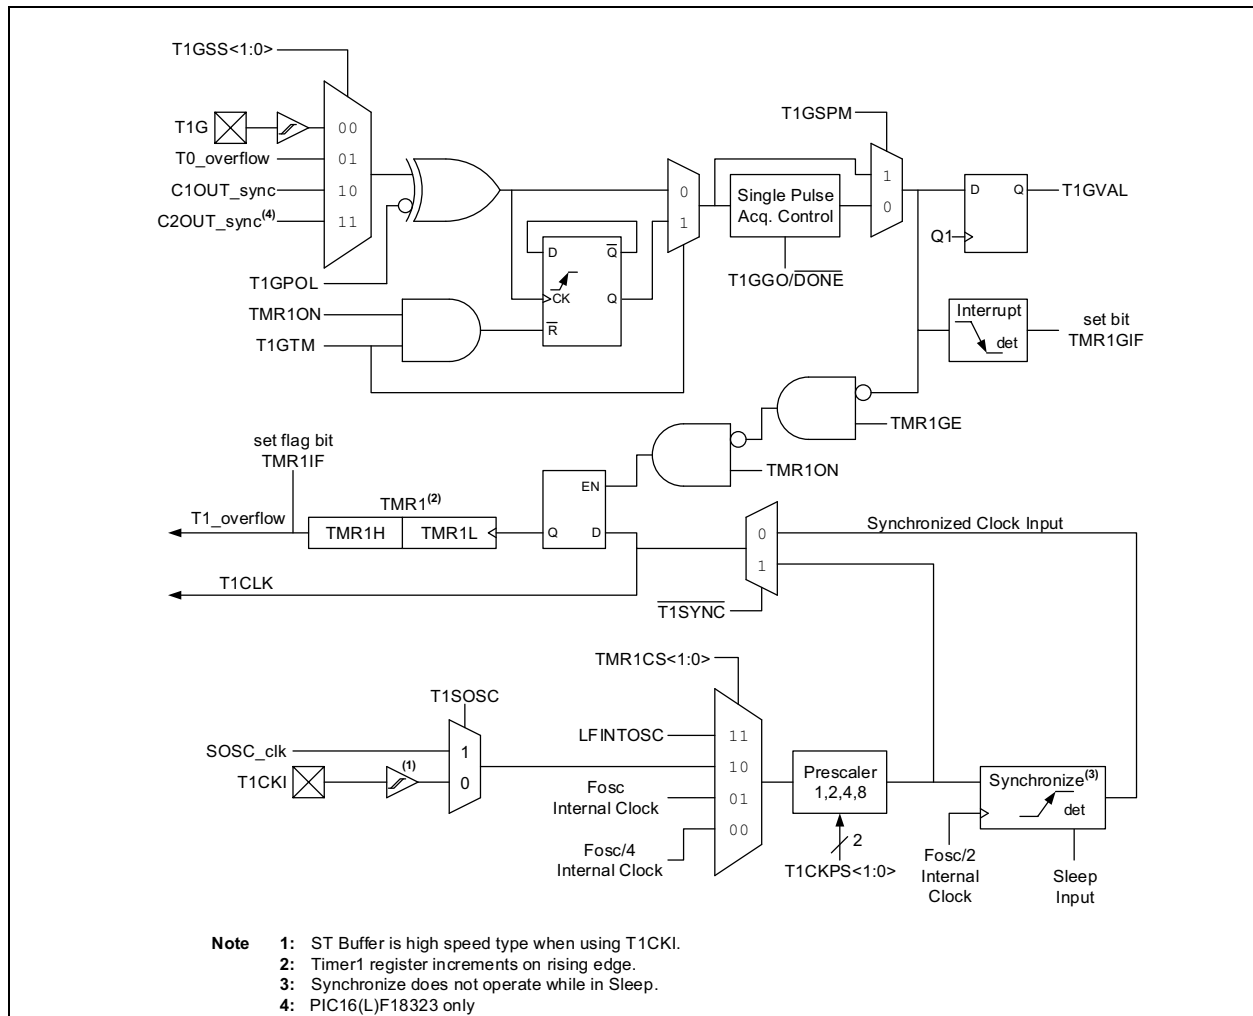 T1GSS<1:0>
T1G
00
T0_overflow
01
C1OUT_sync
10
C2OUT_sync(4)
11
T1GPOL
TMR1ON
T1GTM
D
Q
CK
Q
R
0
1
Single Pulse
Acq. Control
T1GGO/DONE
T1GSPM
1
0
D
Q
Q1
T1GVAL
Interrupt
det
set bit
TMR1GIF
TMR1GE
TMR1ON
set flag bit
TMR1IF
T1_overflow
TMR1(2)
TMR1H
TMR1L
EN
Q
D
T1CLK
0
1
Synchronized Clock Input
T1SYNC
TMR1CS<1:0>
T1SOSC
SOSC_clk
1
T1CKI
(1)
0
LFINTOSC
11
10
Fosc
Internal Clock
01
00
Fosc/4
Internal Clock
Prescaler
1,2,4,8
2
T1CKPS<1:0>
Synchronize(3)
det
Fosc/2
Internal
Clock
Sleep
Input
Note 1: ST Buffer is high speed type when using T1CKI.
2: Timer1 register increments on rising edge.
3: Synchronize does not operate while in Sleep.
4: PIC16(L)F18323 only